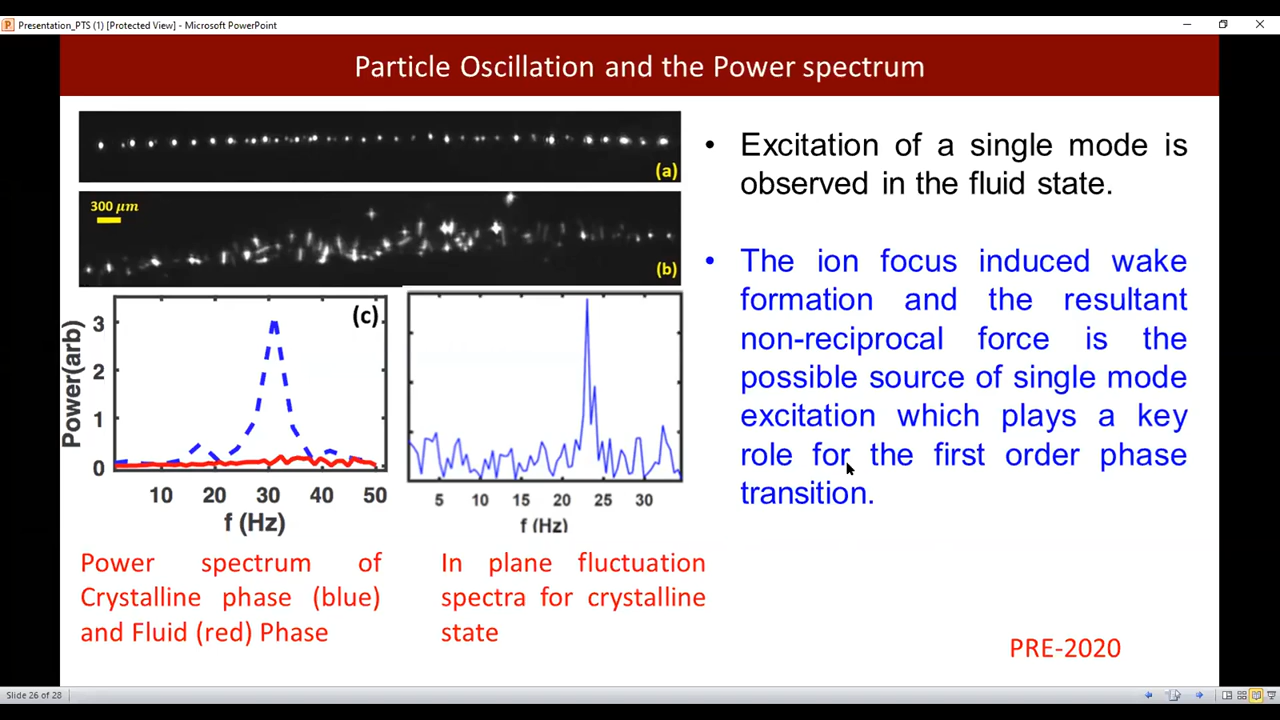 Presentation_PTS (1) [Protected View] - Microsoft PowerPoint
Particle Oscillation and the Power spectrum
(a)
300 μm
(b)
(c)
Power(arb)
3
2
1
0
10 20 30 40 50
f (Hz)
5 10 15 20 25 30
f (Hz)
Power spectrum of
Crystalline phase (blue)
and Fluid (red) Phase
In plane fluctuation
spectra for crystalline
state
• Excitation of a single mode is
observed in the fluid state.
• The ion focus induced wake
formation and the resultant
non-reciprocal force is the
possible source of single mode
excitation which plays a key
role for the first order phase
transition.
PRE-2020
Slide 26 of 28